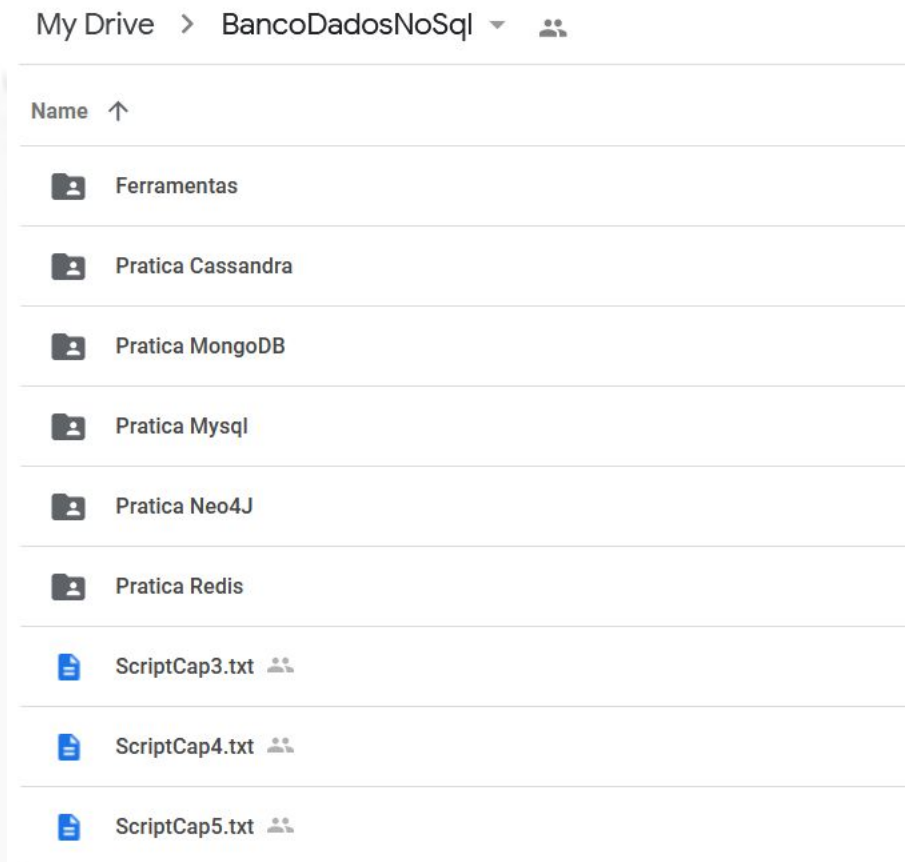 My Drive > BancoDadosNoSql
Name
Ferramentas
Pratica Cassandra
Pratica MongoDB
Pratica Mysql
Pratica Neo4J
Pratica Redis
ScriptCap3.txt
ScriptCap4.txt
ScriptCap5.txt